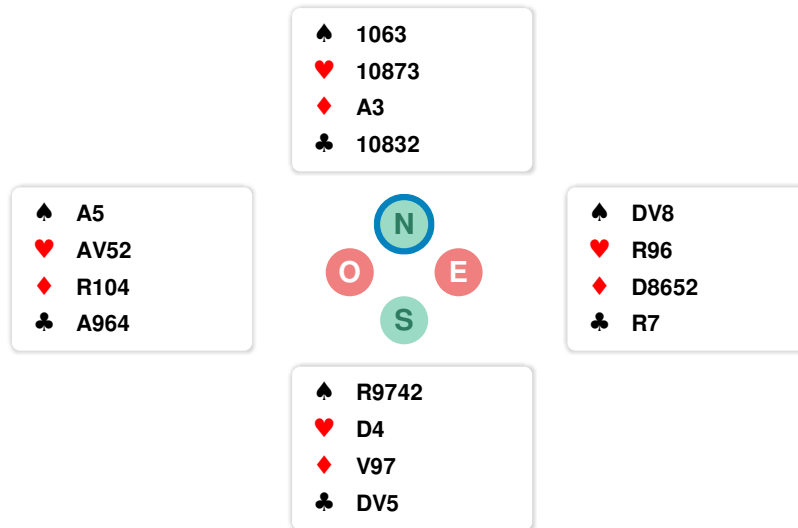 ♠ 1063
♥ 10873
♦ A3
♣ 10832
♠ A5
♥ AV52
♦ R104
♣ A964
N
O E
S
♠ DV8
♥ R96
♦ D8652
♣ R7
♠ R9742
♥ D4
♦ V97
♣ DV5